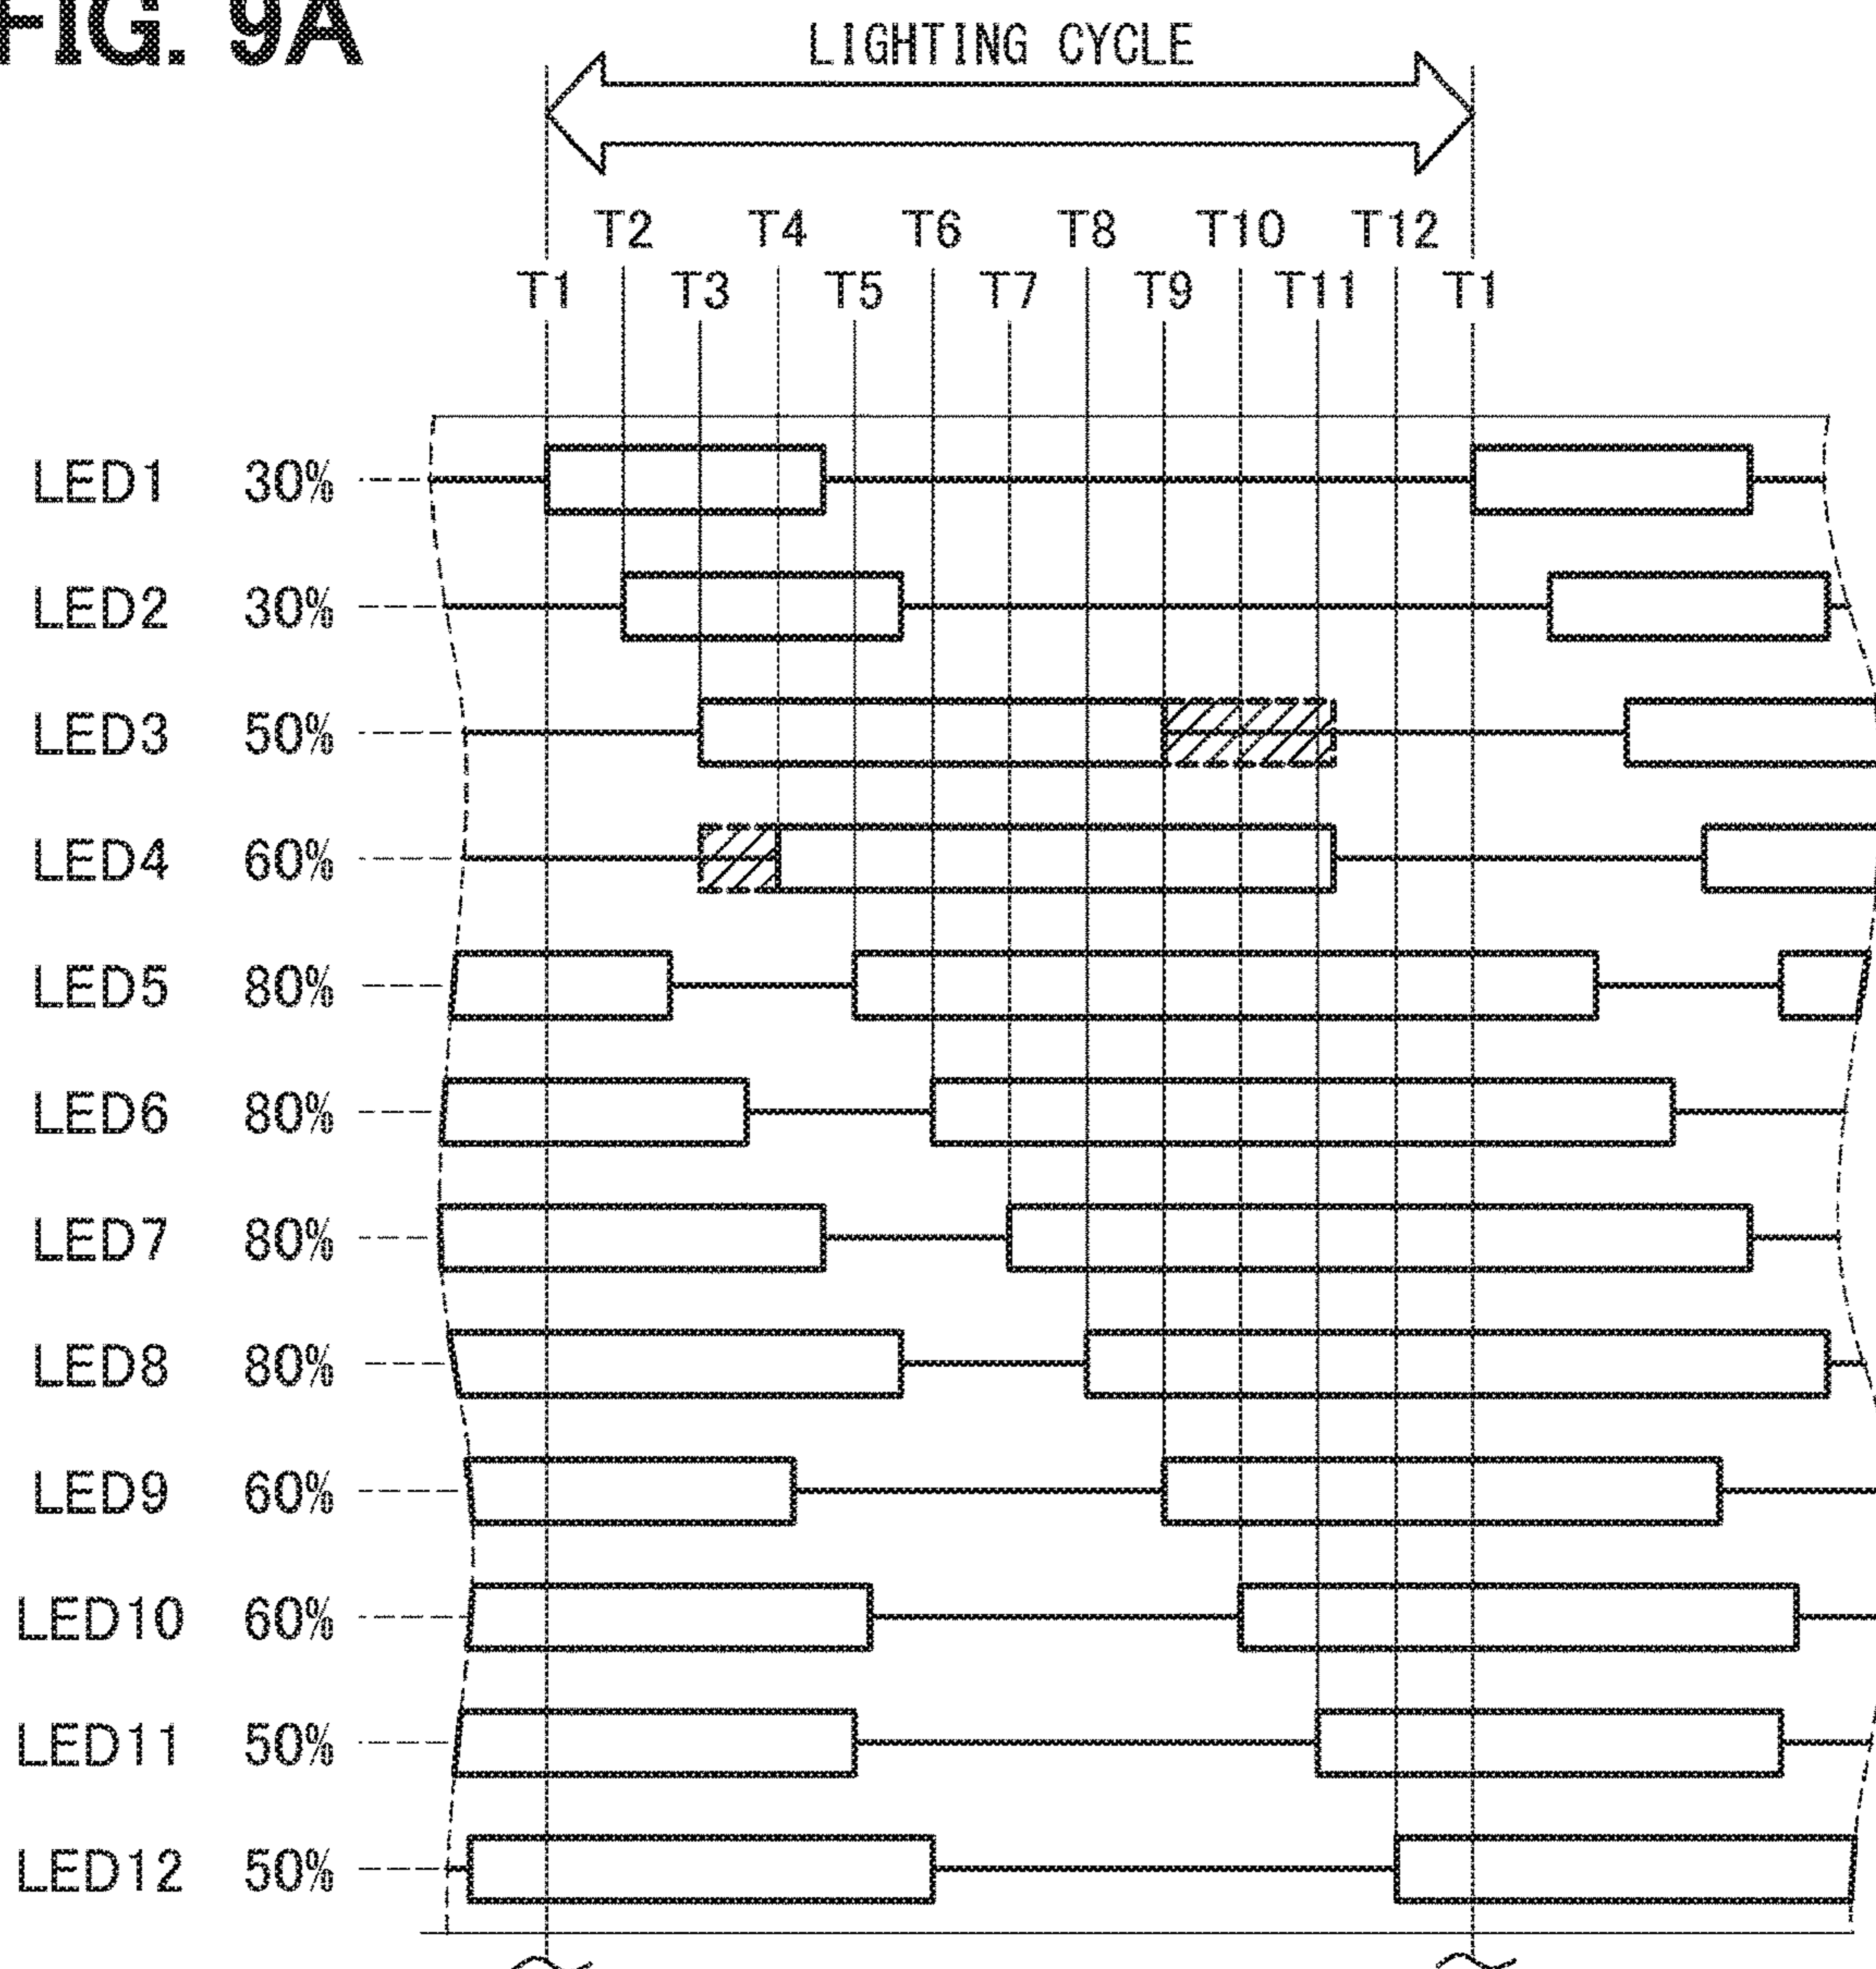 FIG. 9A
LIGHTING CYCLE
T2 T4 T6 T8 T10 T12
T1 T3 T5 T7 T9 T11 T1
LED1 30%
LED2 30%
LED3 50%
LED4 60%
LED5 80%
LED6 80%
LED7 80%
LED8 80%
LED9 60%
LED10 60%
LED11 50%
LED12 50%